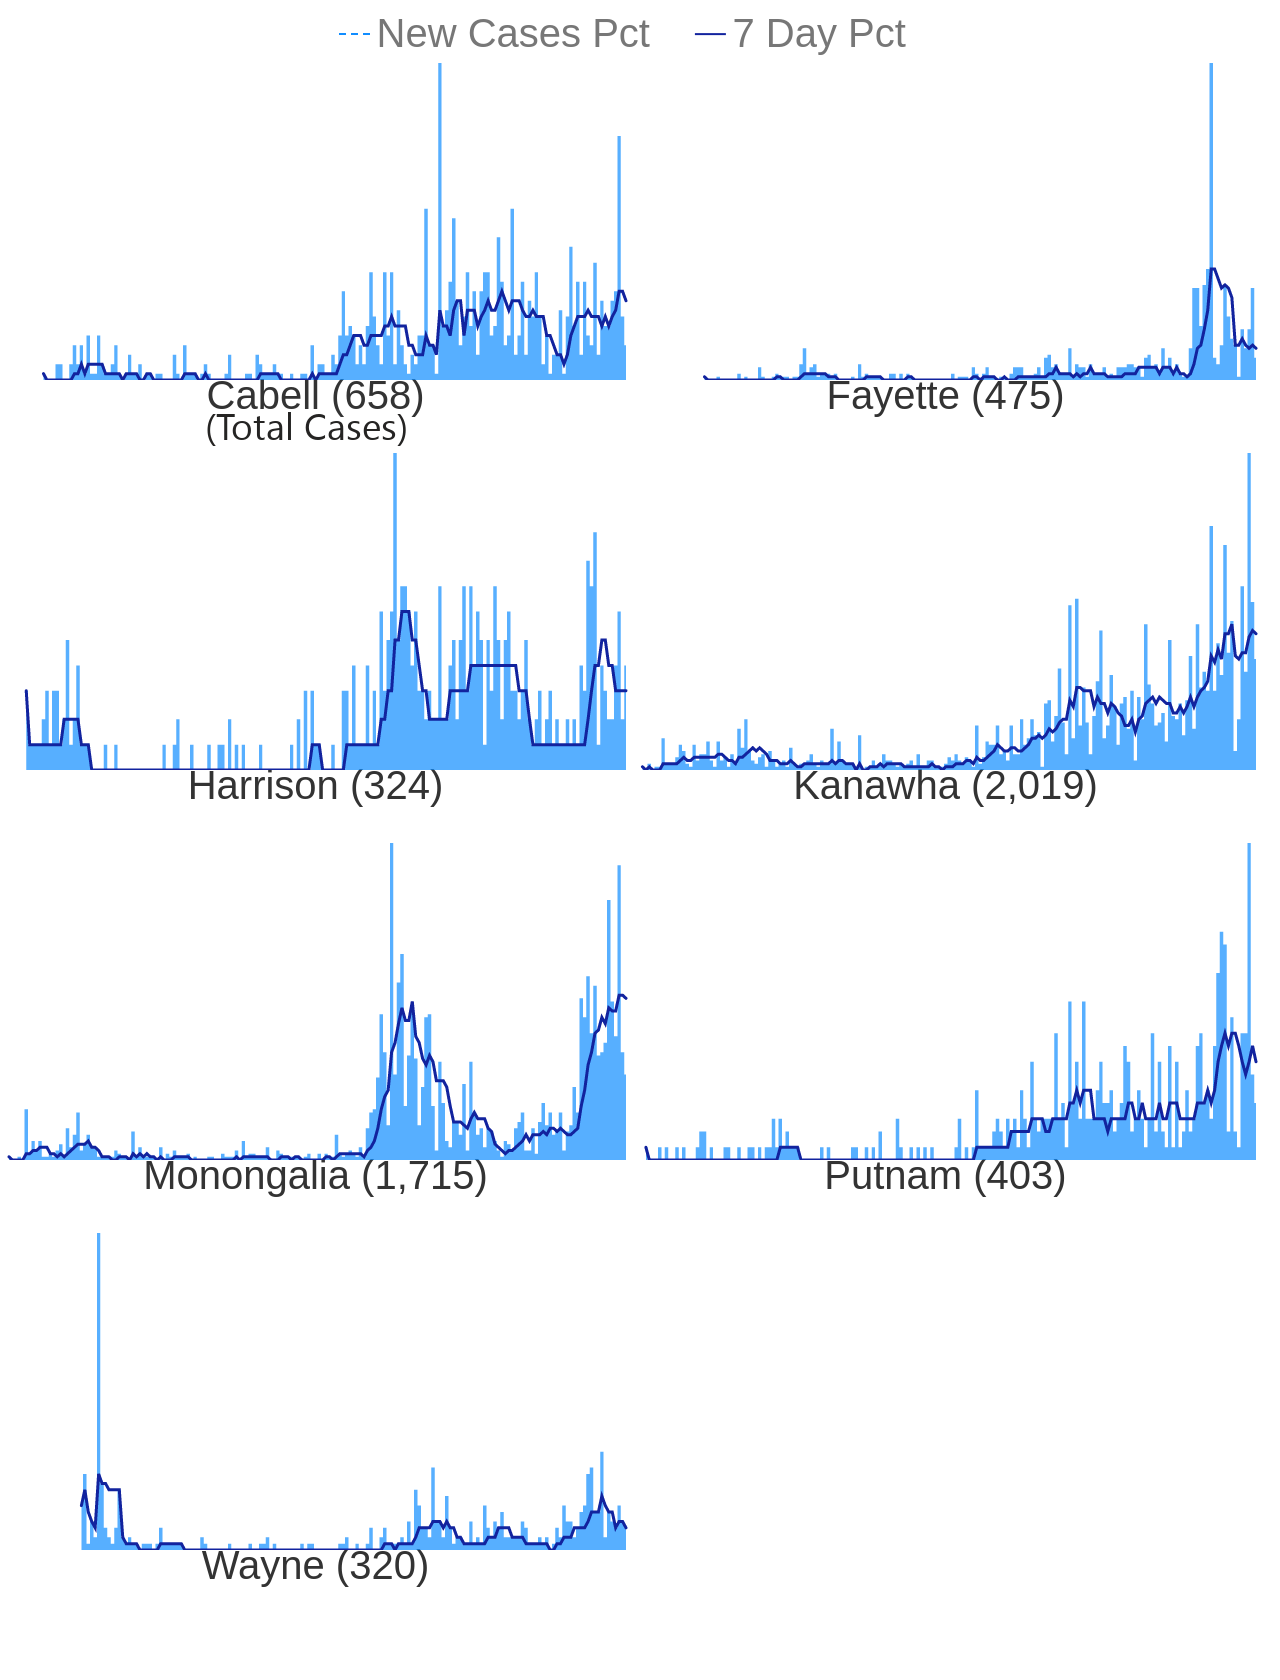 New Cases Pct 7 Day Pct
Cabell (658)
(Total Cases)
Fayette (475)
Harrison (324)
Kanawha (2,019)
Monongalia (1,715)
Putnam (403)
Wayne (320)